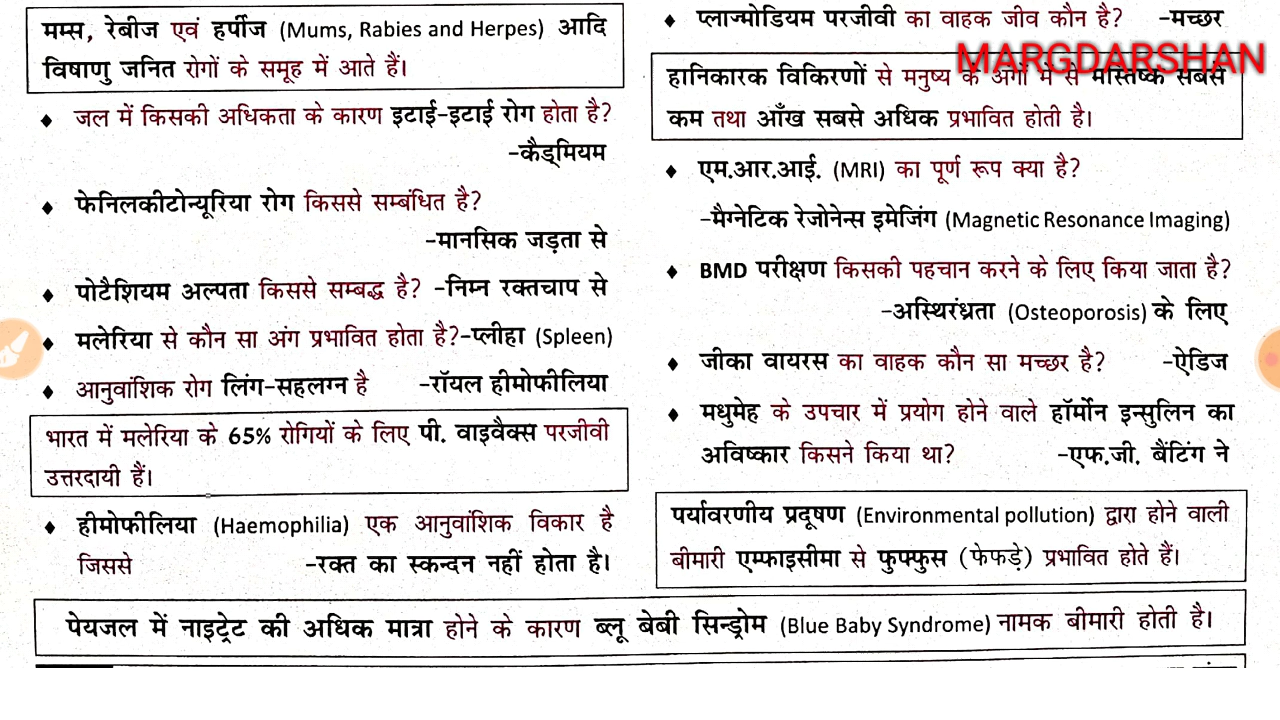 मम्स, रेबीज एवं हर्पीज (Mums, Rabies and Herpes) आदि
विषाणु जनित रोगों के समूह में आते हैं।
♦ जल में किसकी अधिकता के कारण इटाई-इटाई रोग होता है?
-कैड्मियम
♦ फेनिलकीटोन्यूरिया रोग किससे सम्बंधित है?
-मानसिक जड़ता से
♦ पोटैशियम अल्पता किससे सम्बद्ध है? -निम्न रक्तचाप से
♦ मलेरिया से कौन सा अंग प्रभावित होता है?-प्लीहा (Spleen)
♦ आनुवांशिक रोग लिंग-सहलग्न है -रॉयल हीमोफीलिया
भारत में मलेरिया के 65% रोगियों के लिए पी. वाइवैक्स परजीवी
उत्तरदायी हैं।
♦ हीमोफीलिया (Haemophilia) एक आनुवांशिक विकार है
जिससे -रक्त का स्कन्दन नहीं होता है।
♦ प्लाज्मोडियम परजीवी का वाहक जीव कौन है? -मच्छर
MARGDARSHAN
हानिकारक विकिरणों से मनुष्य के अंगों में से मस्तिष्क सबसे
कम तथा आँख सबसे अधिक प्रभावित होती है।
♦ एम.आर.आई. (MRI) का पूर्ण रूप क्या है?
-मैग्नेटिक रेजोनेन्स इमेजिंग (Magnetic Resonance Imaging)
♦ BMD परीक्षण किसकी पहचान करने के लिए किया जाता है?
-अस्थिरंध्रता (Osteoporosis) के लिए
♦ जीका वायरस का वाहक कौन सा मच्छर है? -ऐडिज
♦ मधुमेह के उपचार में प्रयोग होने वाले हॉर्मोन इन्सुलिन का
अविष्कार किसने किया था? -एफ.जी. बैंटिंग ने
पर्यावरणीय प्रदूषण (Environmental pollution) द्वारा होने वाली
बीमारी एम्फाइसीमा से फुफ्फुस (फेफड़े) प्रभावित होते हैं।
पेयजल में नाइट्रेट की अधिक मात्रा होने के कारण ब्लू बेबी सिन्ड्रोम (Blue Baby Syndrome) नामक बीमारी होती है।